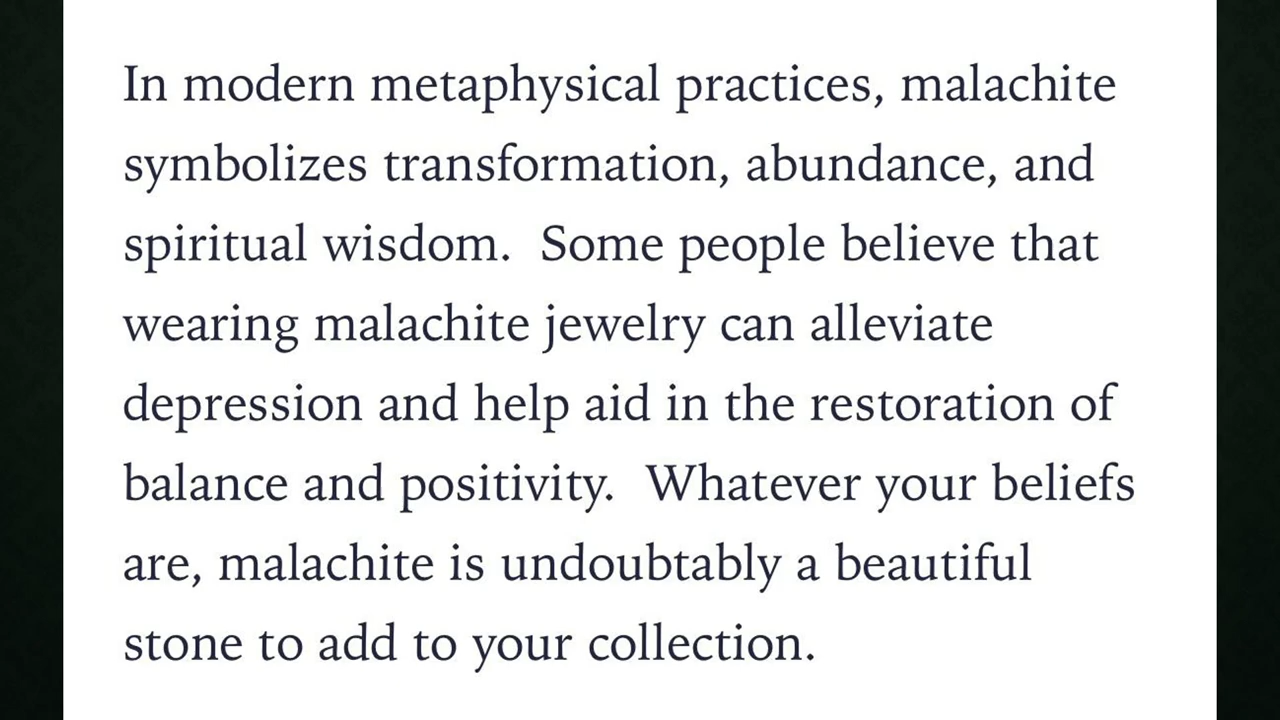 In modern metaphysical practices, malachite
symbolizes transformation, abundance, and
spiritual wisdom.  Some people believe that
wearing malachite jewelry can alleviate
depression and help aid in the restoration of
balance and positivity.  Whatever your beliefs
are, malachite is undoubtably a beautiful
stone to add to your collection.